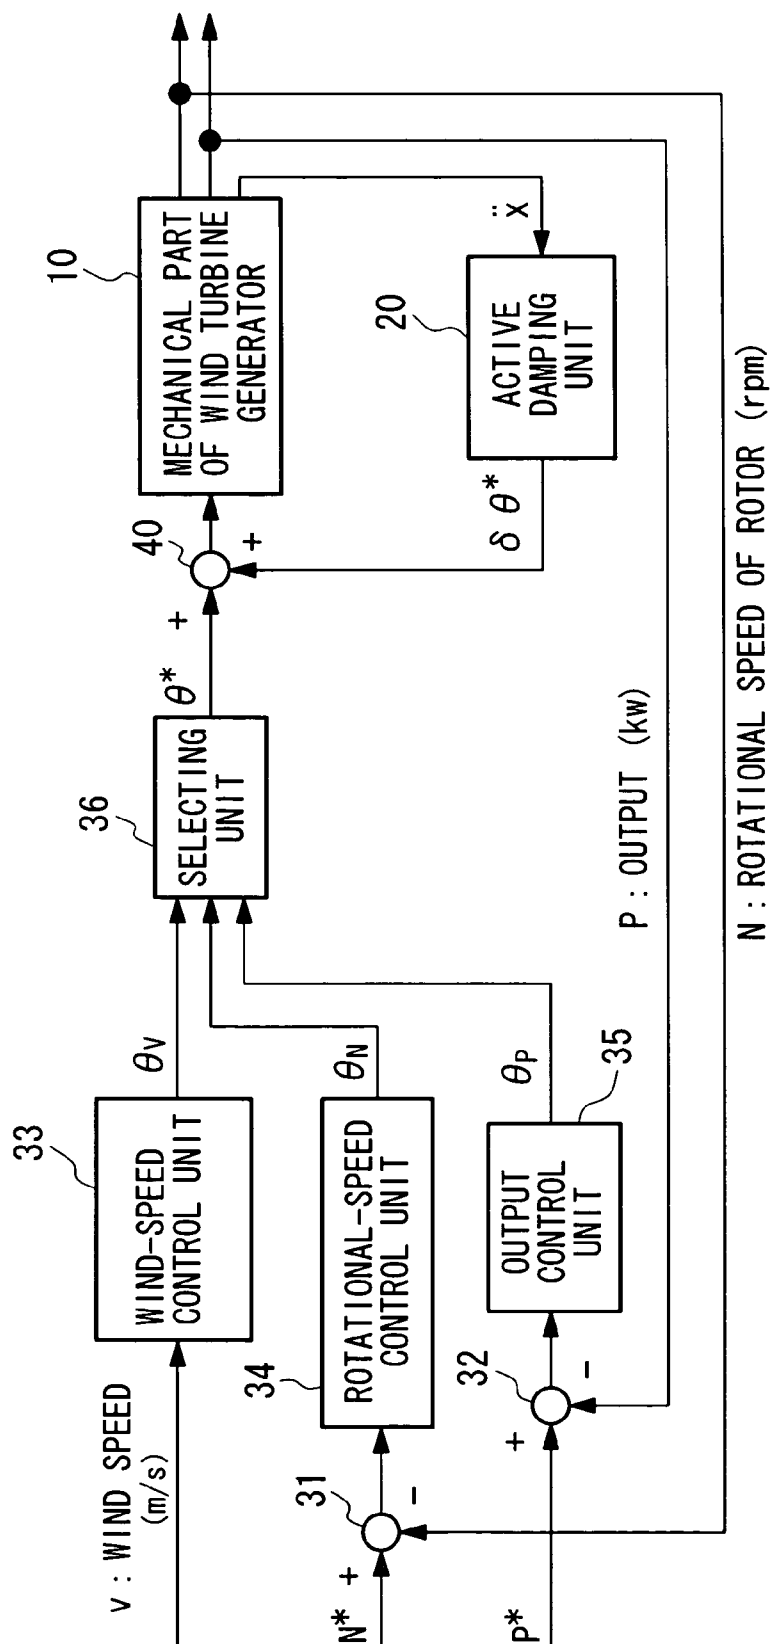 v : WIND SPEED
(m/s)
33
WIND-SPEED
CONTROL UNIT
θV
N*
+
31
-
34
ROTATIONAL-SPEED
CONTROL UNIT
θN
P*
+
32
-
35
OUTPUT
CONTROL
UNIT
θP
36
SELECTING
UNIT
θ*
+
40
+
10
MECHANICAL PART
OF WIND TURBINE
GENERATOR
20
ACTIVE
DAMPING
UNIT
ẍ
δ θ*
P : OUTPUT (kw)
N : ROTATIONAL SPEED OF ROTOR (rpm)